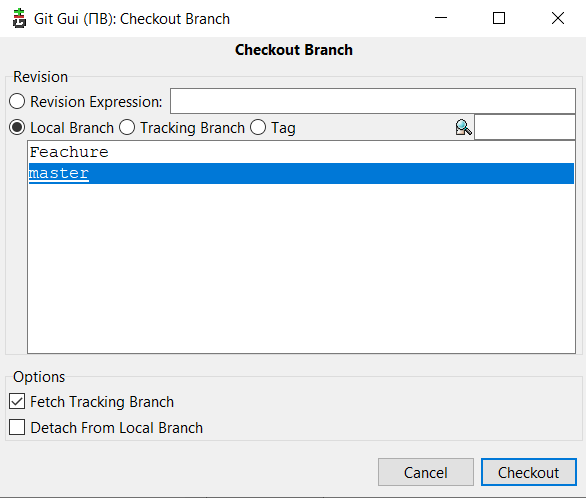 Git Gui (ПВ): Checkout Branch
Checkout Branch
Revision
Revision Expression:
Local Branch Tracking Branch Tag
Feachure
master
Options
Fetch Tracking Branch
Detach From Local Branch
Cancel Checkout